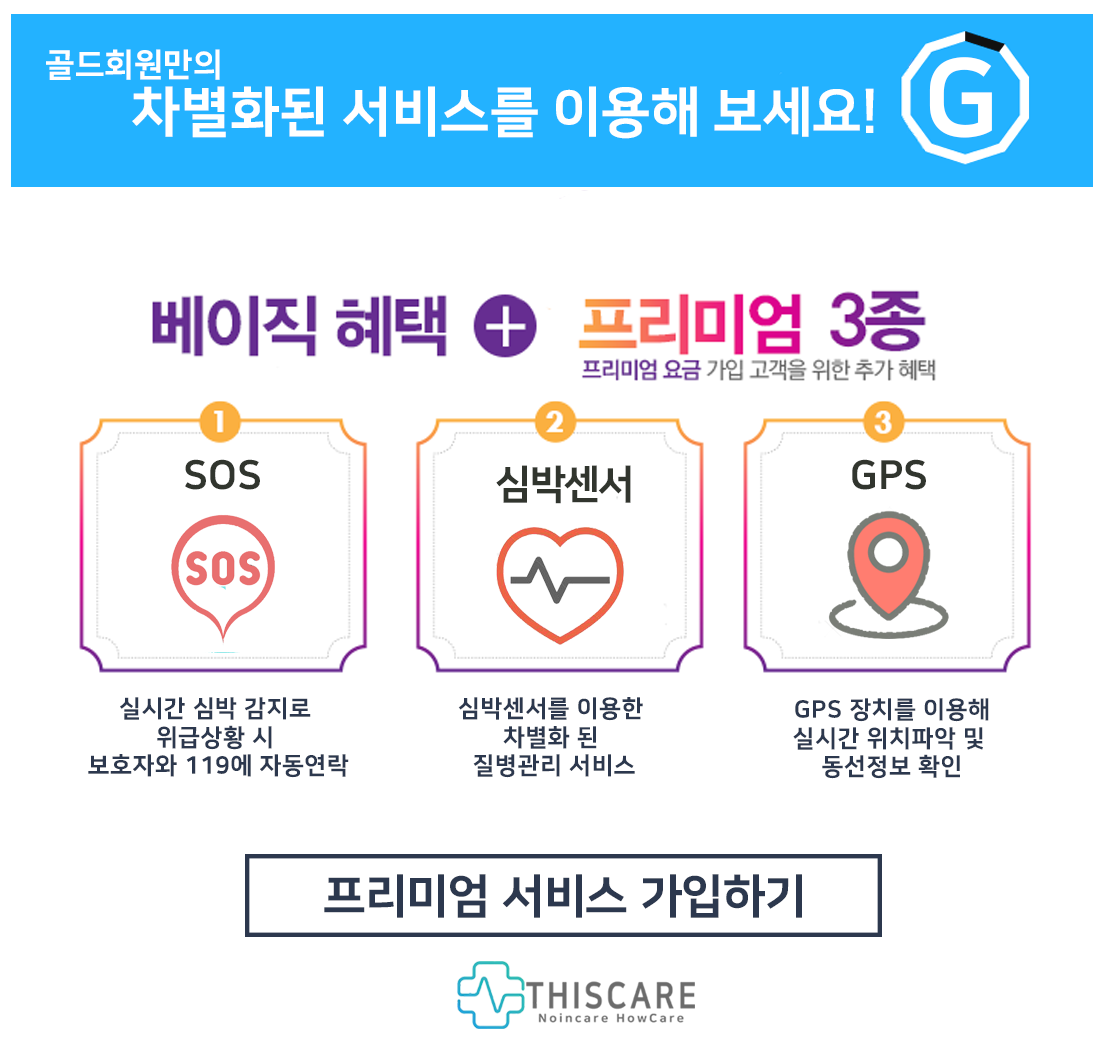 골드회원만의
차별화된 서비스를 이용해 보세요!
G
베이직 혜택 + 프리미엄 3종
프리미엄 요금 가입 고객을 위한 추가 혜택
1
SOS
SOS
실시간 심박 감지로
위급상황 시
보호자와 119에 자동연락
2
심박센서
심박센서를 이용한
차별화 된
질병관리 서비스
3
GPS
GPS 장치를 이용해
실시간 위치파악 및
동선정보 확인
프리미엄 서비스 가입하기
THISCARE
Noincare HowCare